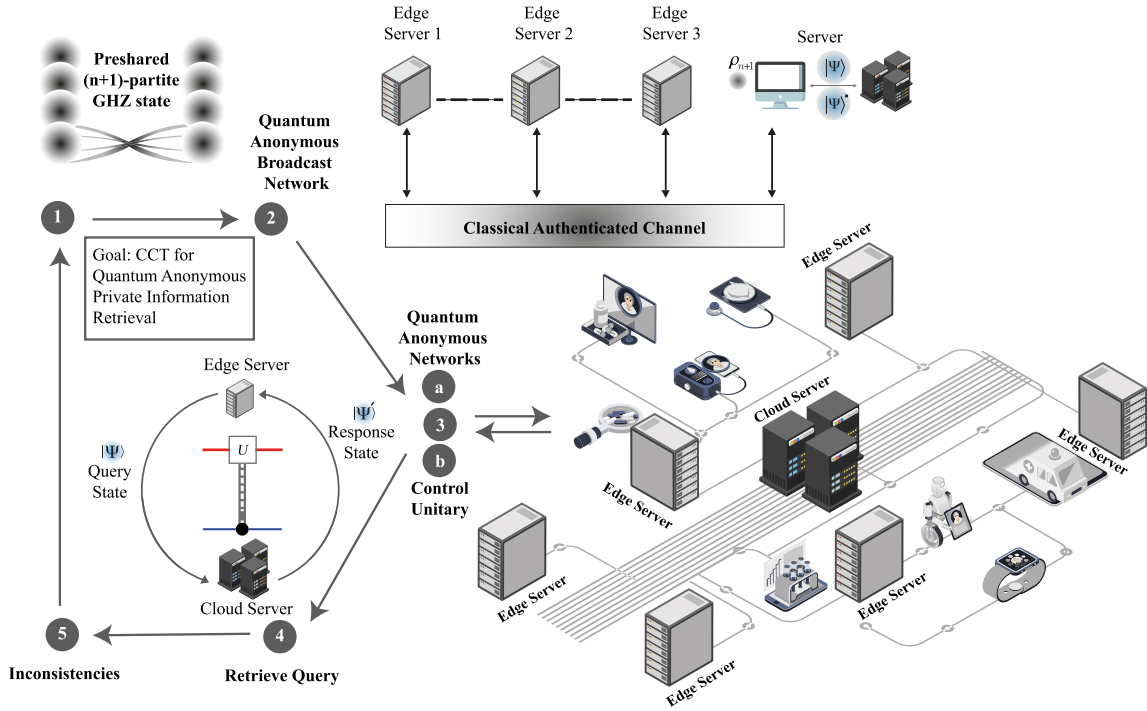 Preshared
(n+1)-partite
GHZ state
Quantum
Anonymous
Broadcast
Network
Edge
Server 1
Edge
Server 2
Edge
Server 3
Server
ρn+1
|Ψ⟩
|Ψ⟩*
Classical Authenticated Channel
1
2
Goal: CCT for
Quantum Anonymous
Private Information
Retrieval
Quantum
Anonymous
Networks
a
3
b
Control
Unitary
Edge Server
|Ψ⟩
Query
State
U
|Ψ′⟩
Response
State
Cloud Server
5
4
Inconsistencies
Retrieve Query
Edge Server
Cloud Server
Edge Server
Edge Server
Edge Server
Edge Server
Edge Server